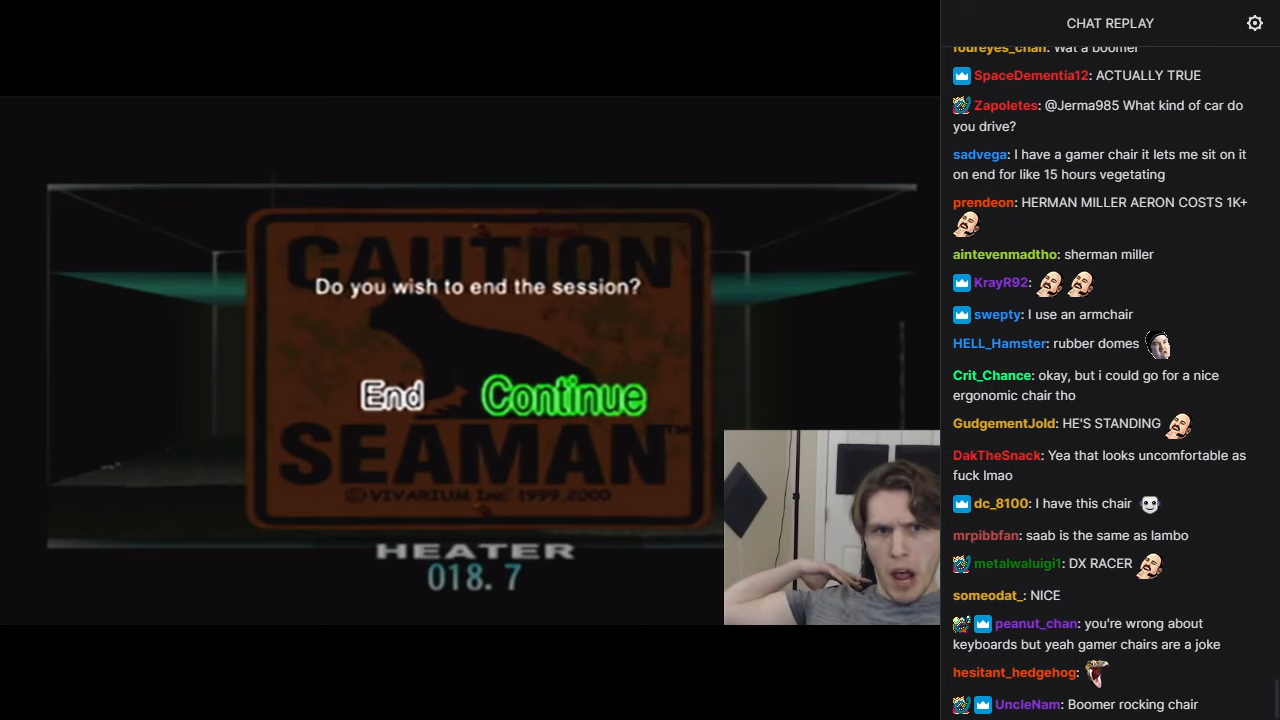 CAUTION
Do you wish to end the session?
End Continue
SEAMAN™
© VIVARIUM Inc. 1999,2000
HEATER
018.7
CHAT REPLAY
foureyes_chan: Wat a boomer
SpaceDementia12: ACTUALLY TRUE
Zapoletes: @Jerma985 What kind of car do
you drive?
sadvega: I have a gamer chair it lets me sit on it
on end for like 15 hours vegetating
prendeon: HERMAN MILLER AERON COSTS 1K+
aintevenmadtho: sherman miller
KrayR92:
swepty: I use an armchair
HELL_Hamster: rubber domes
Crit_Chance: okay, but i could go for a nice
ergonomic chair tho
GudgementJold: HE'S STANDING
DakTheSnack: Yea that looks uncomfortable as
fuck lmao
dc_8100: I have this chair
mrpibbfan: saab is the same as lambo
metalwaluigi1: DX RACER
someodat_: NICE
peanut_chan: you're wrong about
keyboards but yeah gamer chairs are a joke
hesitant_hedgehog:
UncleNam: Boomer rocking chair